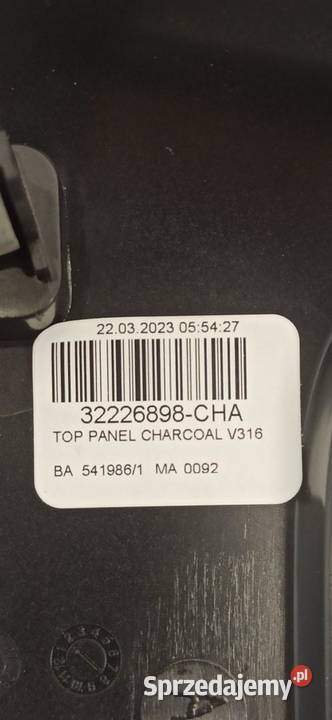 22.03.2023 05:54:27
32226898-CHA
TOP PANEL CHARCOAL V316
BA 541986/1 MA 0092
Sprzedajemy.pl